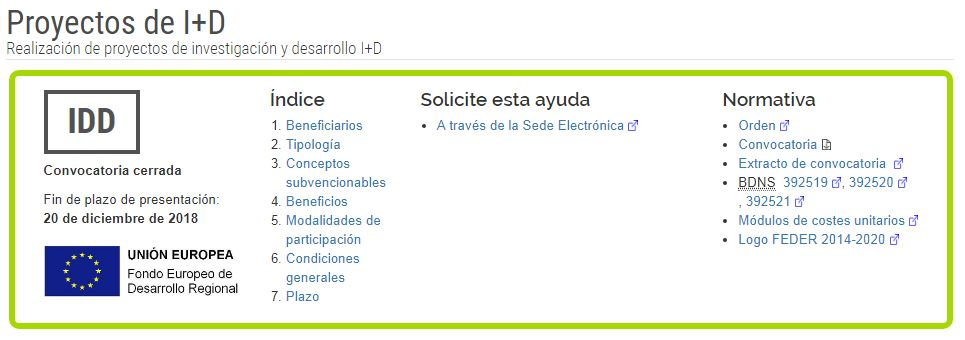 Proyectos de I+D
Realización de proyectos de investigación y desarrollo I+D
IDD
Convocatoria cerrada
Fin de plazo de presentación:
20 de diciembre de 2018
UNIÓN EUROPEA
Fondo Europeo de
Desarrollo Regional
Índice
1. Beneficiarios
2. Tipología
3. Conceptos
subvencionables
4. Beneficios
5. Modalidades de
participación
6. Condiciones
generales
7. Plazo
Solicite esta ayuda
• A través de la Sede Electrónica
Normativa
• Orden
• Convocatoria
• Extracto de convocatoria
• BDNS 392519, 392520
, 392521
• Módulos de costes unitarios
• Logo FEDER 2014-2020